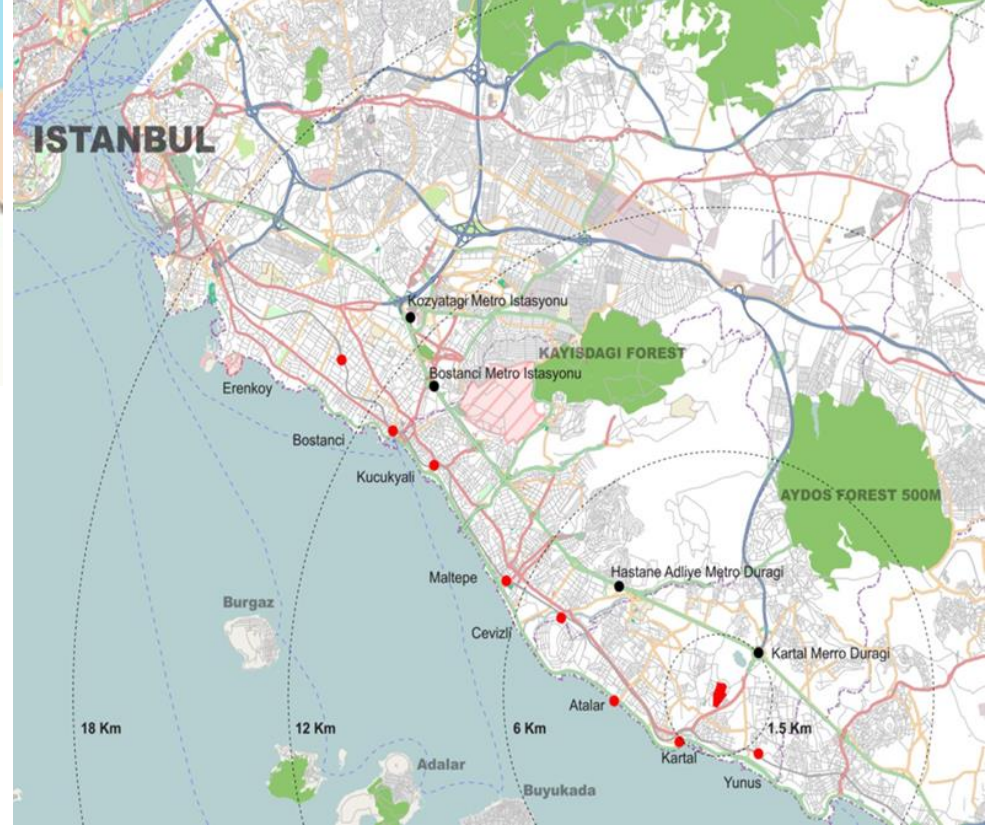 ISTANBUL
Kozyatagi Metro Istasyonu
KAYISDAGI FOREST
Bostanci Metro Istasyonu
Erenkoy
Bostanci
Kucukyali
AYDOS FOREST 500M
Maltepe
Hastane Adliye Metro Duragi
Burgaz
Cevizli
Kartal Merro Duragi
Atalar
18 Km
12 Km
6 Km
1.5 Km
Kartal
Adalar
Yunus
Buyukada